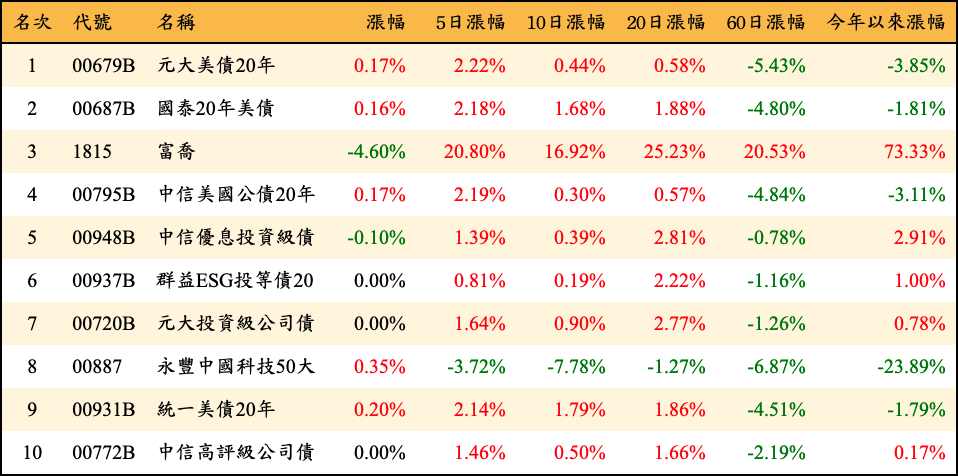 名次 代號 名稱 漲幅 5日漲幅 10日漲幅 20日漲幅 60日漲幅 今年以來漲幅
1 00679B 元大美債20年 0.17% 2.22% 0.44% 0.58% -5.43% -3.85%
2 00687B 國泰20年美債 0.16% 2.18% 1.68% 1.88% -4.80% -1.81%
3 1815 富喬 -4.60% 20.80% 16.92% 25.23% 20.53% 73.33%
4 00795B 中信美國公債20年 0.17% 2.19% 0.30% 0.57% -4.84% -3.11%
5 00948B 中信優息投資級債 -0.10% 1.39% 0.39% 2.81% -0.78% 2.91%
6 00937B 群益ESG投等債20 0.00% 0.81% 0.19% 2.22% -1.16% 1.00%
7 00720B 元大投資級公司債 0.00% 1.64% 0.90% 2.77% -1.26% 0.78%
8 00887 永豐中國科技50大 0.35% -3.72% -7.78% -1.27% -6.87% -23.89%
9 00931B 統一美債20年 0.20% 2.14% 1.79% 1.86% -4.51% -1.79%
10 00772B 中信高評級公司債 0.00% 1.46% 0.50% 1.66% -2.19% 0.17%